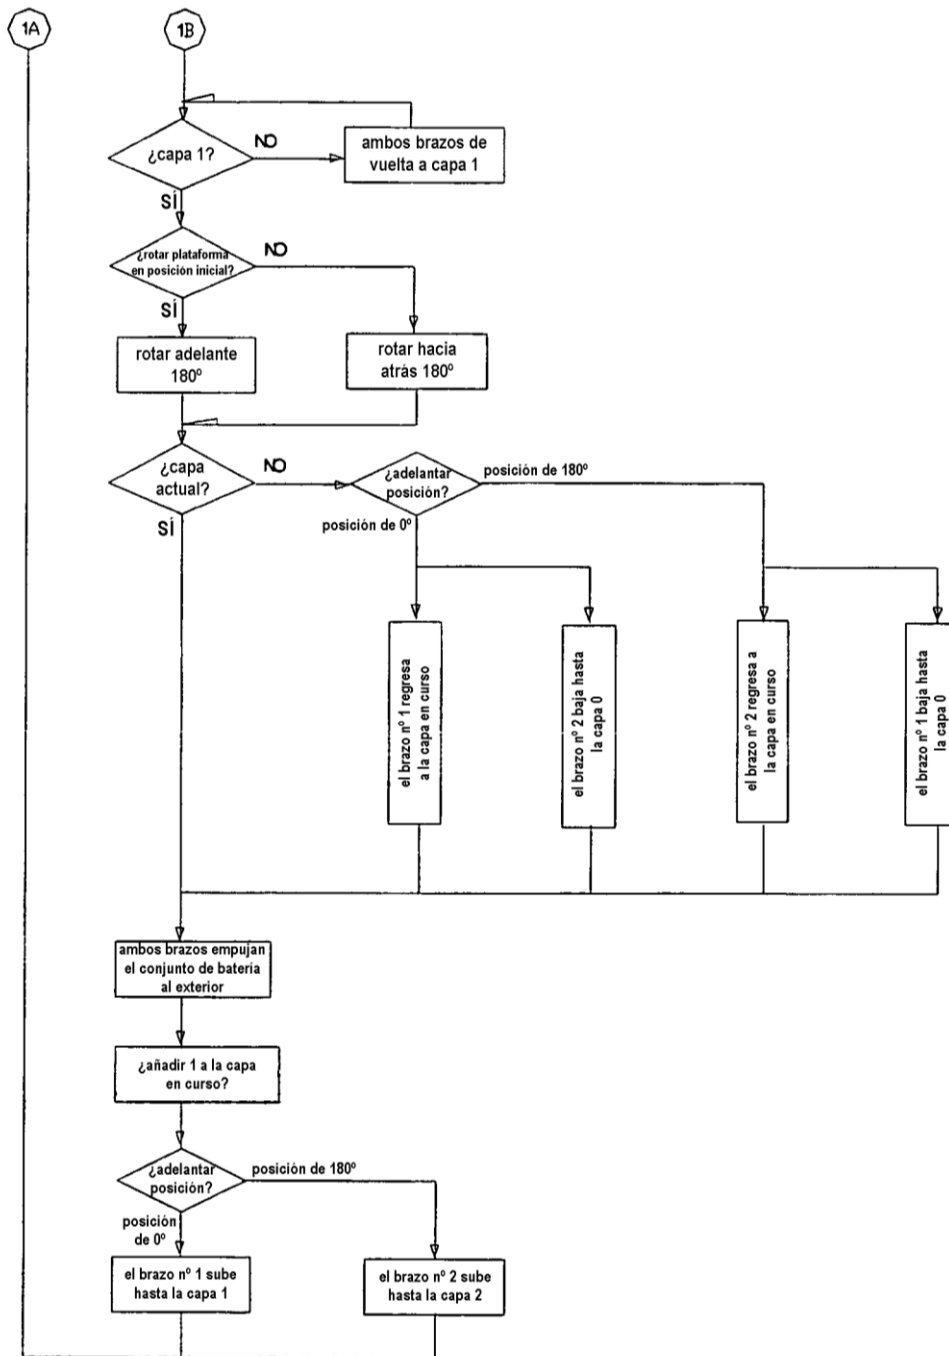 1A
1B
¿capa 1?
NO
ambos brazos de
vuelta a capa 1
SÍ
¿rotar plataforma
en posición inicial?
NO
SÍ
rotar adelante
180º
rotar hacia
atrás 180º
¿capa
actual?
NO
SÍ
¿adelantar
posición?
posición de 180º
posición de 0º
el brazo nº 1 regresa
a la capa en curso
el brazo nº 2 baja hasta
la capa 0
el brazo nº 2 regresa a
la capa en curso
el brazo nº 1 baja hasta
la capa 0
ambos brazos empujan
el conjunto de batería
al exterior
¿añadir 1 a la capa
en curso?
¿adelantar
posición?
posición de 180º
posición
de 0º
el brazo nº 1 sube
hasta la capa 1
el brazo nº 2 sube
hasta la capa 2